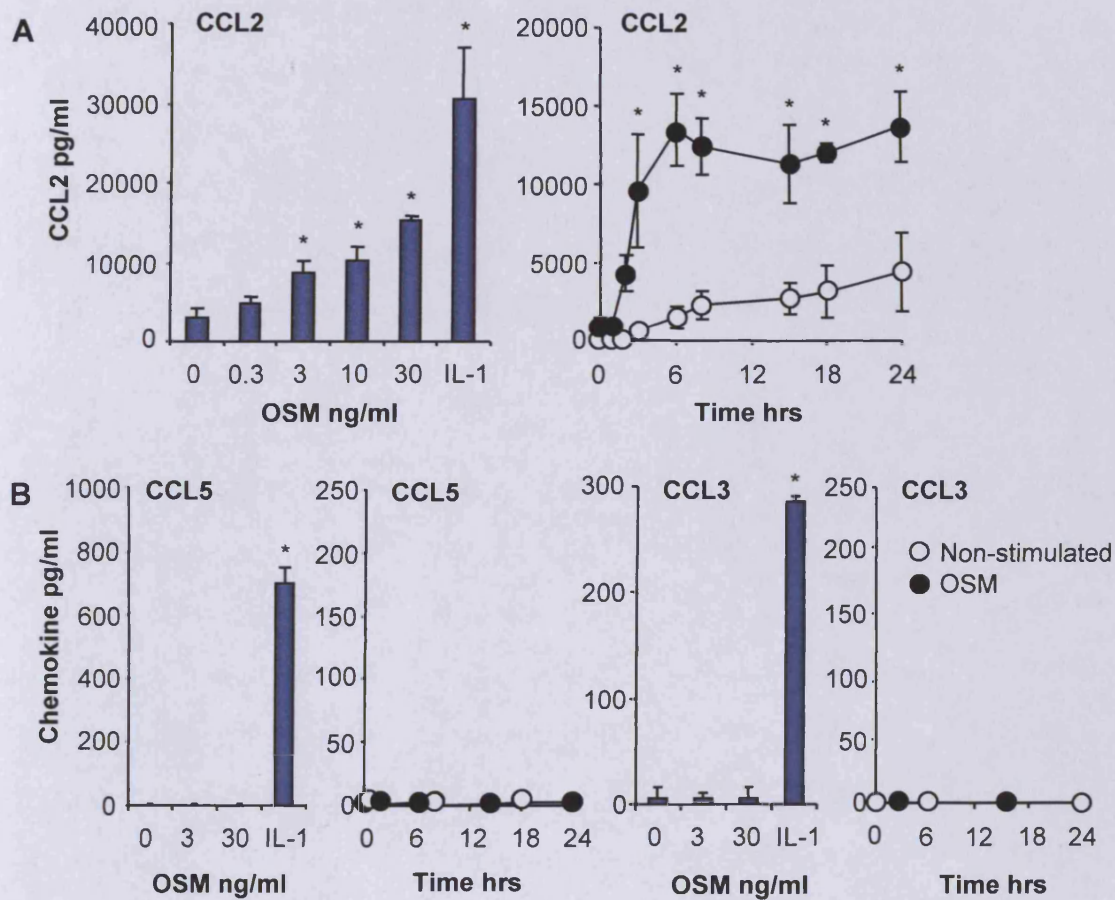 A
CCL2
CCL2 pg/ml
40000
30000
20000
10000
0
*
*
*
*
0 0.3 3 10 30 IL-1
OSM ng/ml
CCL2
20000
15000
10000
5000
0
* * * * * *
0 6 12 18 24
Time hrs
B
CCL5
Chemokine pg/ml
1000
800
600
400
200
0
*
0 3 30 IL-1
OSM ng/ml
CCL5
250
200
150
100
50
0
0 6 12 18 24
Time hrs
CCL3
300
200
100
0
*
0 3 30 IL-1
OSM ng/ml
CCL3
250
200
150
100
50
0
0 6 12 18 24
Time hrs
Non-stimulated
OSM